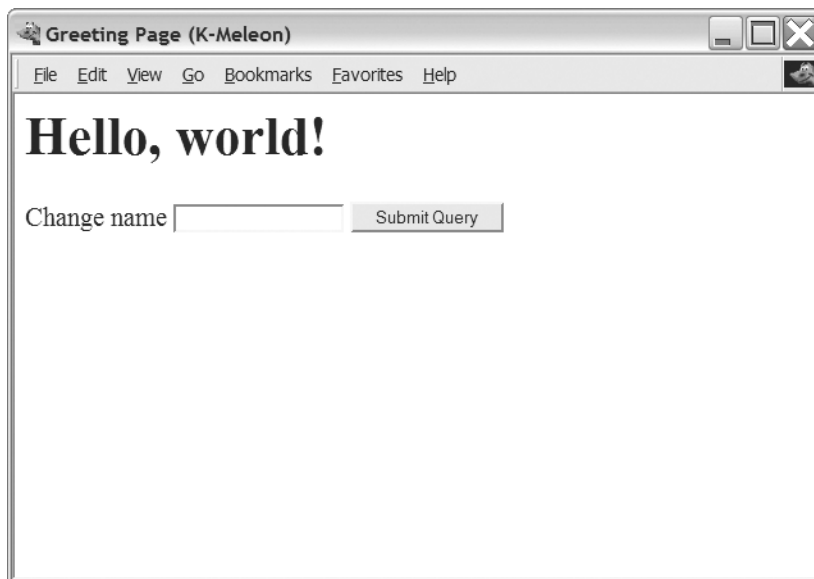 Greeting Page (K-Meleon)
File Edit View Go Bookmarks Favorites Help
Hello, world!
Change name Submit Query